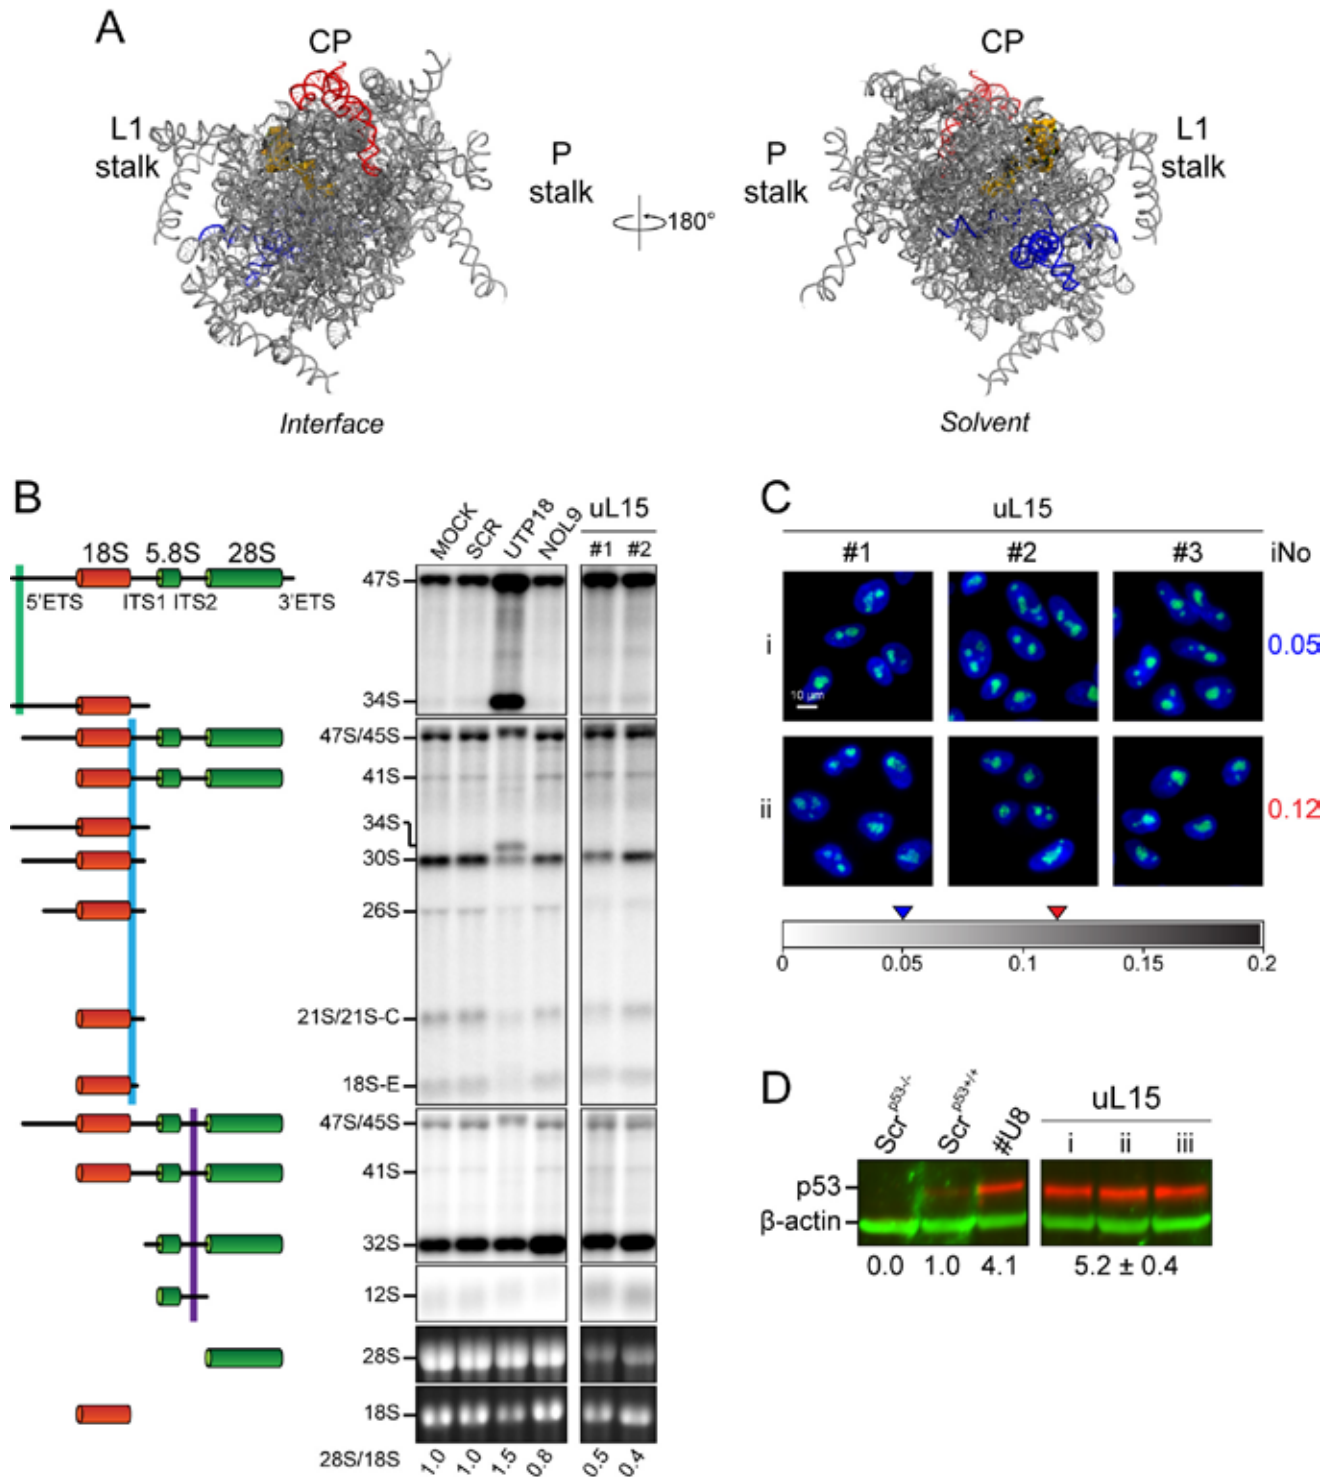 A
CP
CP
L1
stalk
P
stalk
180°
P
stalk
L1
stalk
Interface
Solvent
B
MOCK
SCR
UTP18
NOL9
uL15
#1
#2
18S
5.8S
28S
5'ETS
ITS1
ITS2
3'ETS
47S
34S
47S/45S
41S
34S
30S
26S
21S/21S-C
18S-E
47S/45S
41S
32S
12S
28S
18S
28S/18S
1.0
1.0
1.5
0.8
0.5
0.4
C
uL15
#1
#2
#3
iNo
i
10 µm
0.05
ii
0.12
0
0.05
0.1
0.15
0.2
D
Scr p53-/-
Scr p53+/+
#U8
uL15
i
ii
iii
p53
β-actin
0.0
1.0
4.1
5.2 ± 0.4